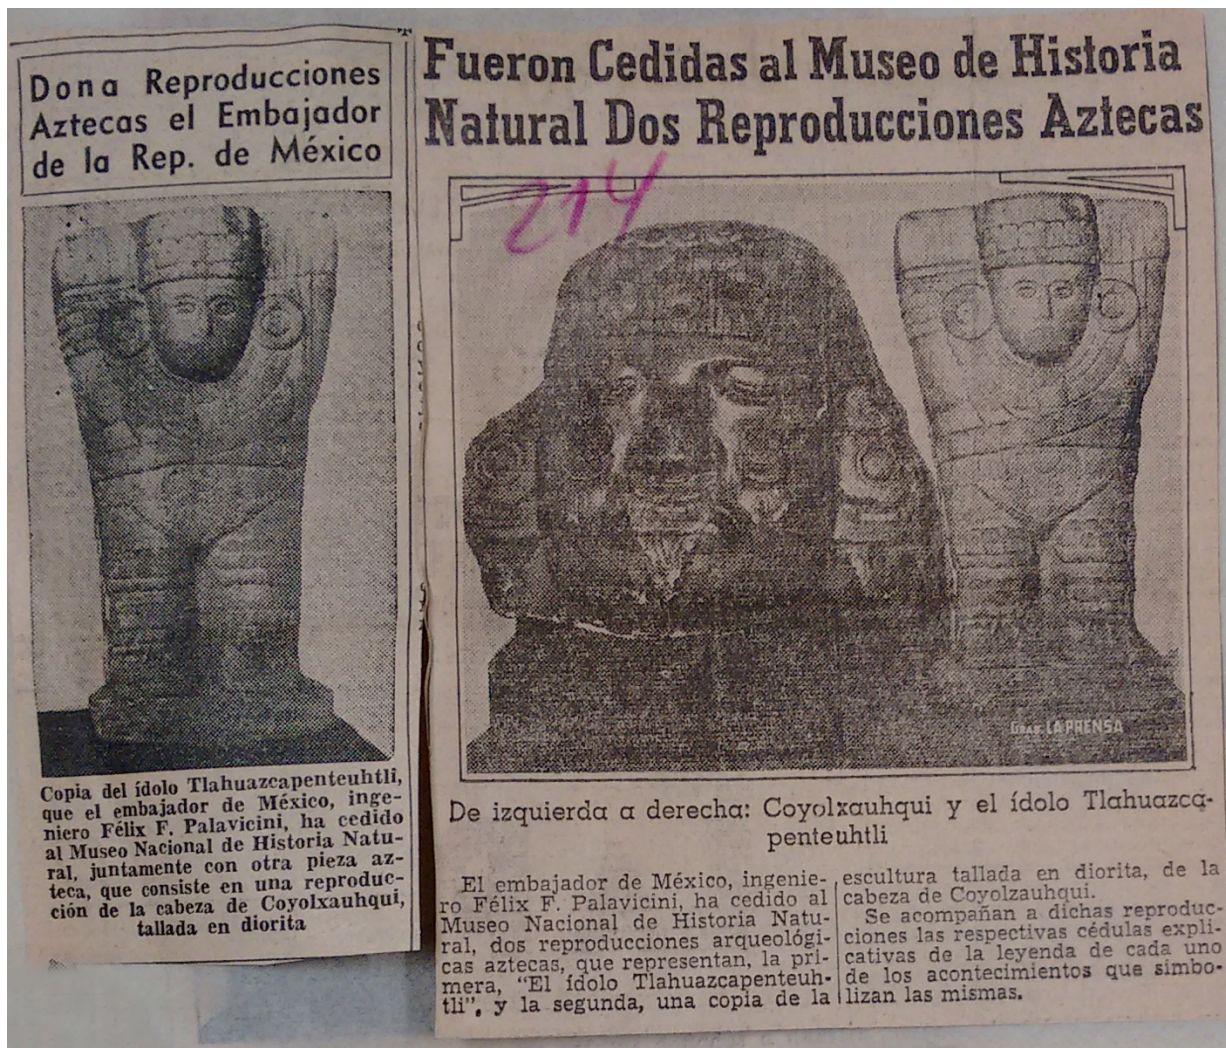 Dona Reproducciones
Aztecas el Embajador
de la Rep. de México
Copia del ídolo Tlahuazcapenteuhtli,
que el embajador de México, inge-
niero Félix F. Palavicini, ha cedido
al Museo Nacional de Historia Natu-
ral, juntamente con otra pieza az-
teca, que consiste en una reproduc-
ción de la cabeza de Coyolxauhqui,
tallada en diorita
Fueron Cedidas al Museo de Historia
Natural Dos Reproducciones Aztecas
214
Grab. LA PRENSA
De izquierda a derecha: Coyolxauhqui y el ídolo Tlahuazca-
penteuhtli
El embajador de México, ingenie-
ro Félix F. Palavicini, ha cedido al
Museo Nacional de Historia Natu-
ral, dos reproducciones arqueológi-
cas aztecas, que representan, la pri-
mera, "El ídolo Tlahuazcapenteuh-
tli", y la segunda, una copia de la
escultura tallada en diorita, de la
cabeza de Coyolzauhqui.
Se acompañan a dichas reproduc-
ciones las respectivas cédulas expli-
cativas de la leyenda de cada uno
de los acontecimientos que simbo-
lizan las mismas.